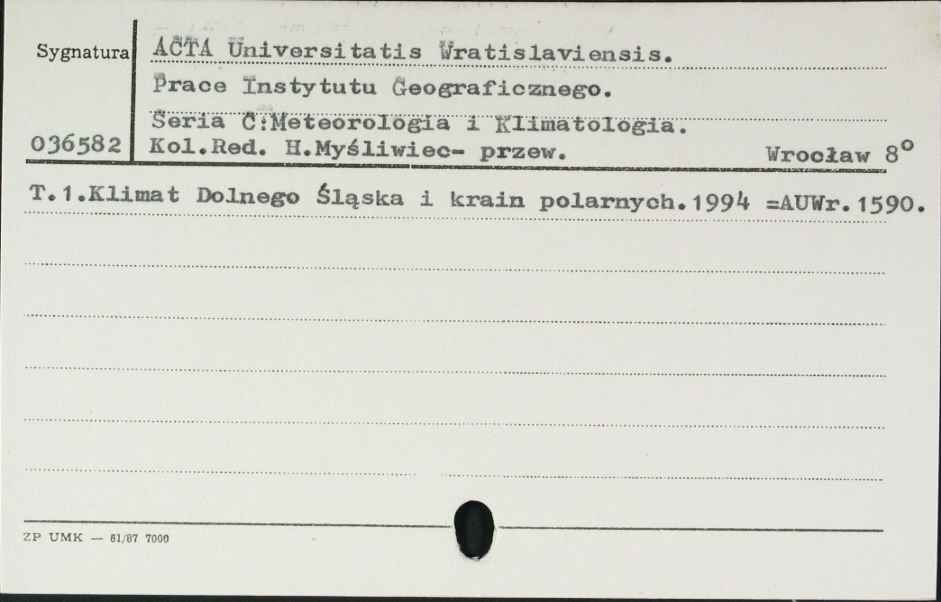 Sygnatura
ACTA Universitatis Wratislaviensis.
Prace Instytutu Geograficznego.
Seria C:Meteorologia i Klimatologia.
036582
Kol.Red. H.Myśliwiec- przew. Wrocław 8°
T.1.Klimat Dolnego Śląska i krain polarnych.1994 =AUWr.1590.
ZP UMK — 81/87 7000